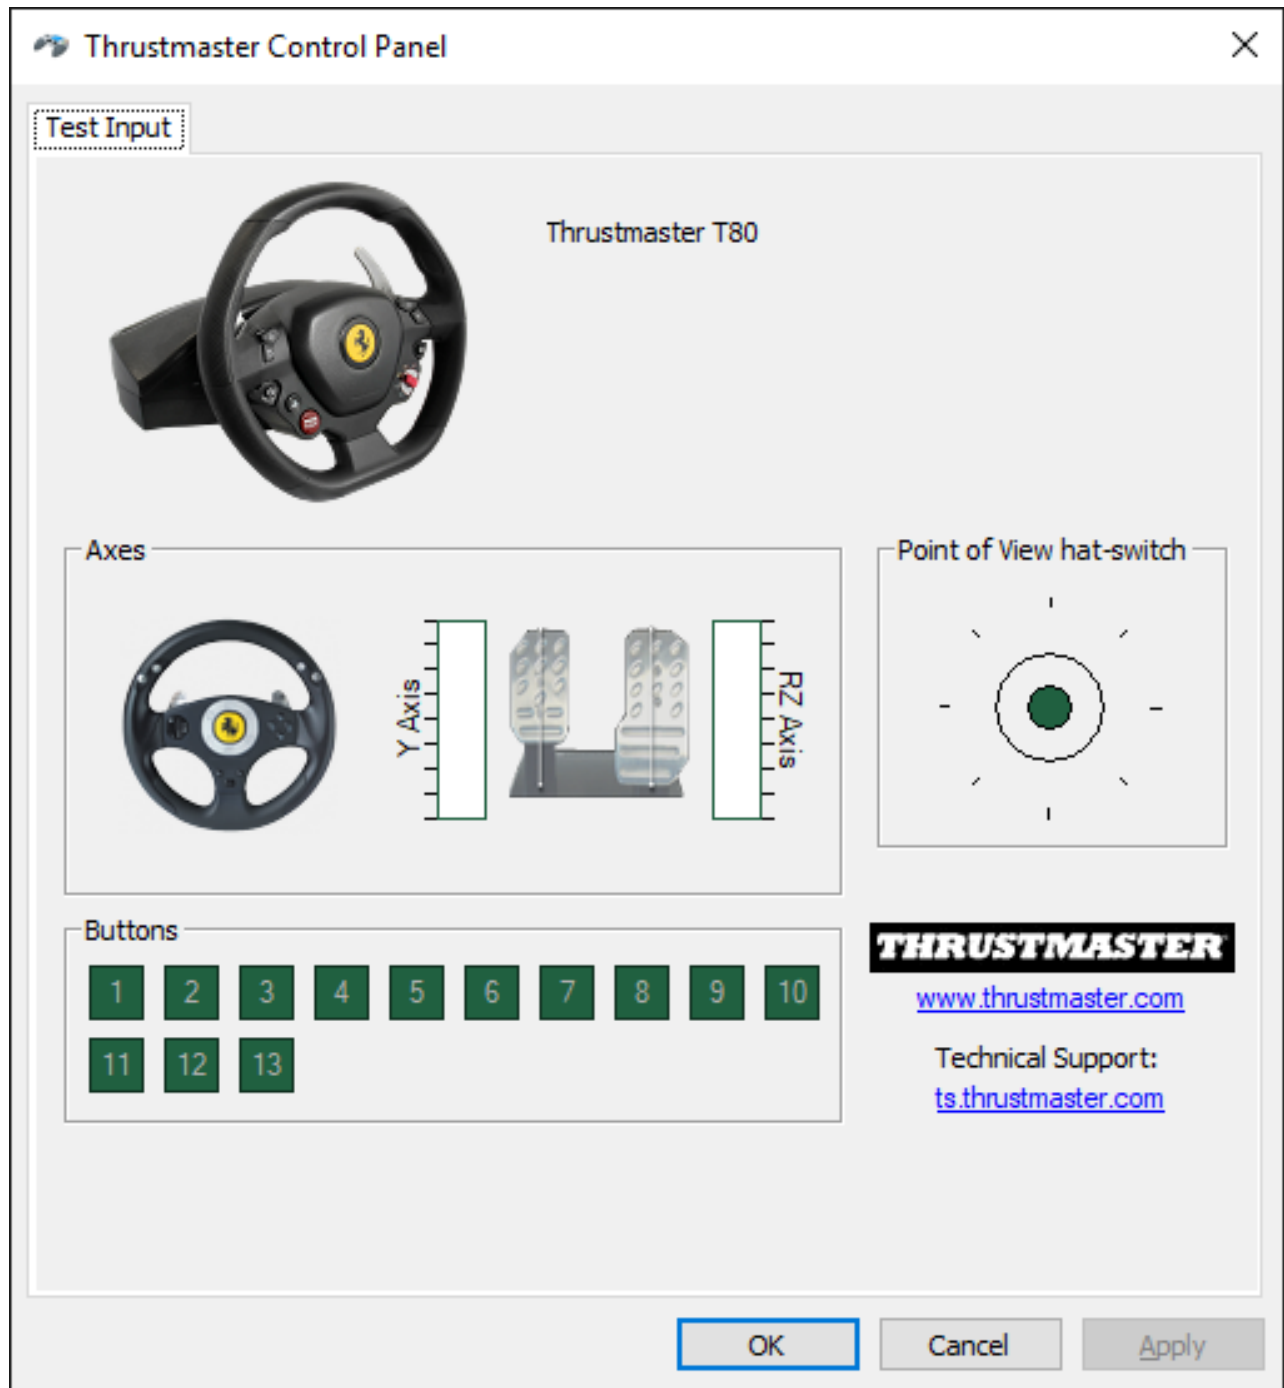 Thrustmaster Control Panel
Test Input
Thrustmaster T80
Axes
Y Axis
RZ Axis
Point of View hat-switch
Buttons
1 2 3 4 5 6 7 8 9 10
11 12 13
THRUSTMASTER
www.thrustmaster.com
Technical Support:
ts.thrustmaster.com
OK Cancel Apply